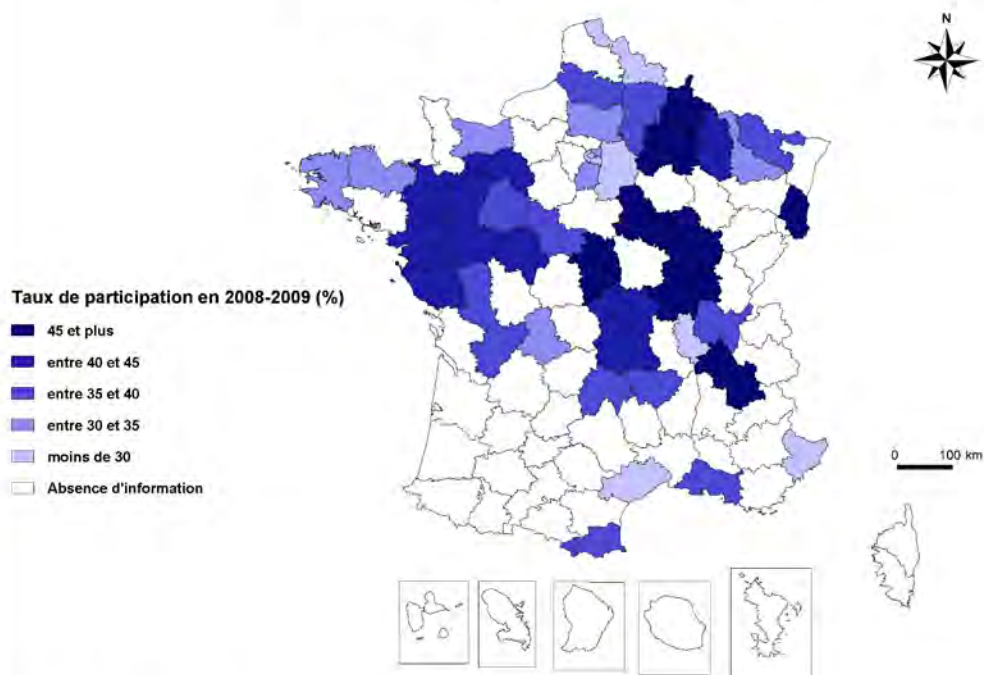 N
Taux de participation en 2008-2009 (%)
45 et plus
entre 40 et 45
entre 35 et 40
entre 30 et 35
moins de 30
Absence d'information
0 100 km